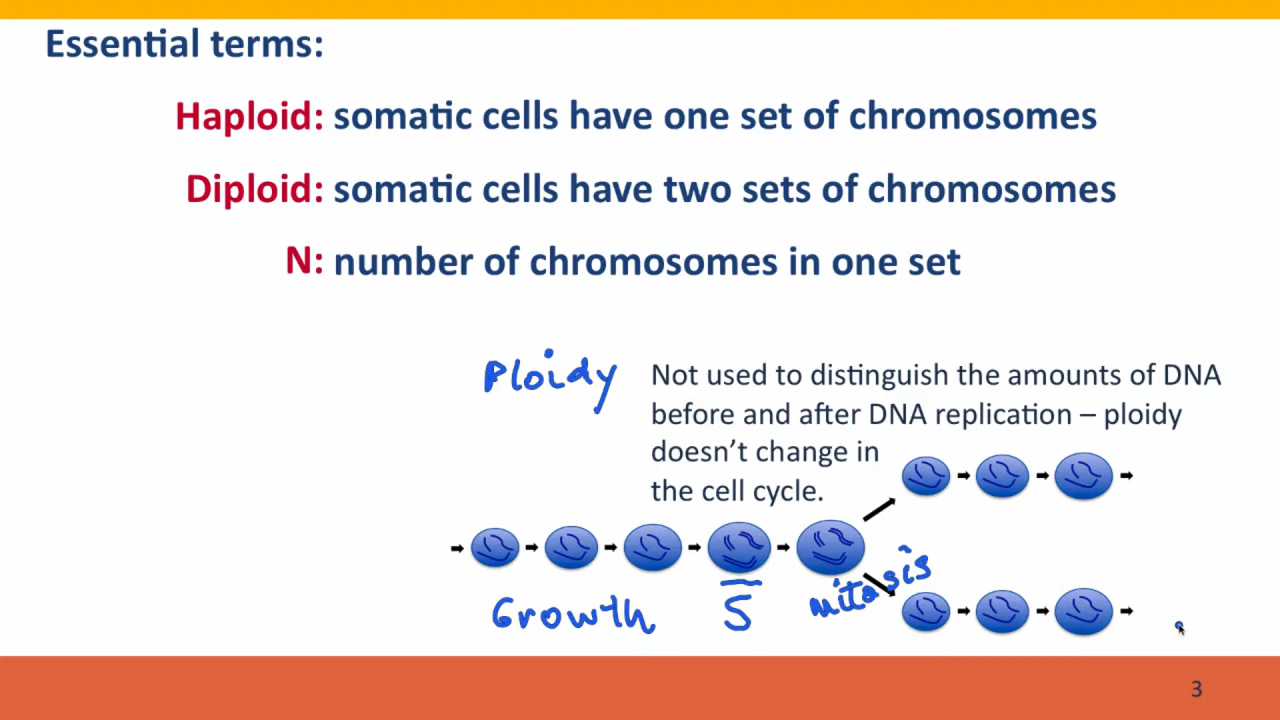 Essential terms:
Haploid: somatic cells have one set of chromosomes
Diploid: somatic cells have two sets of chromosomes
N: number of chromosomes in one set
Ploidy
Not used to distinguish the amounts of DNA
before and after DNA replication – ploidy
doesn't change in
the cell cycle.
Growth
S
mitosis
3